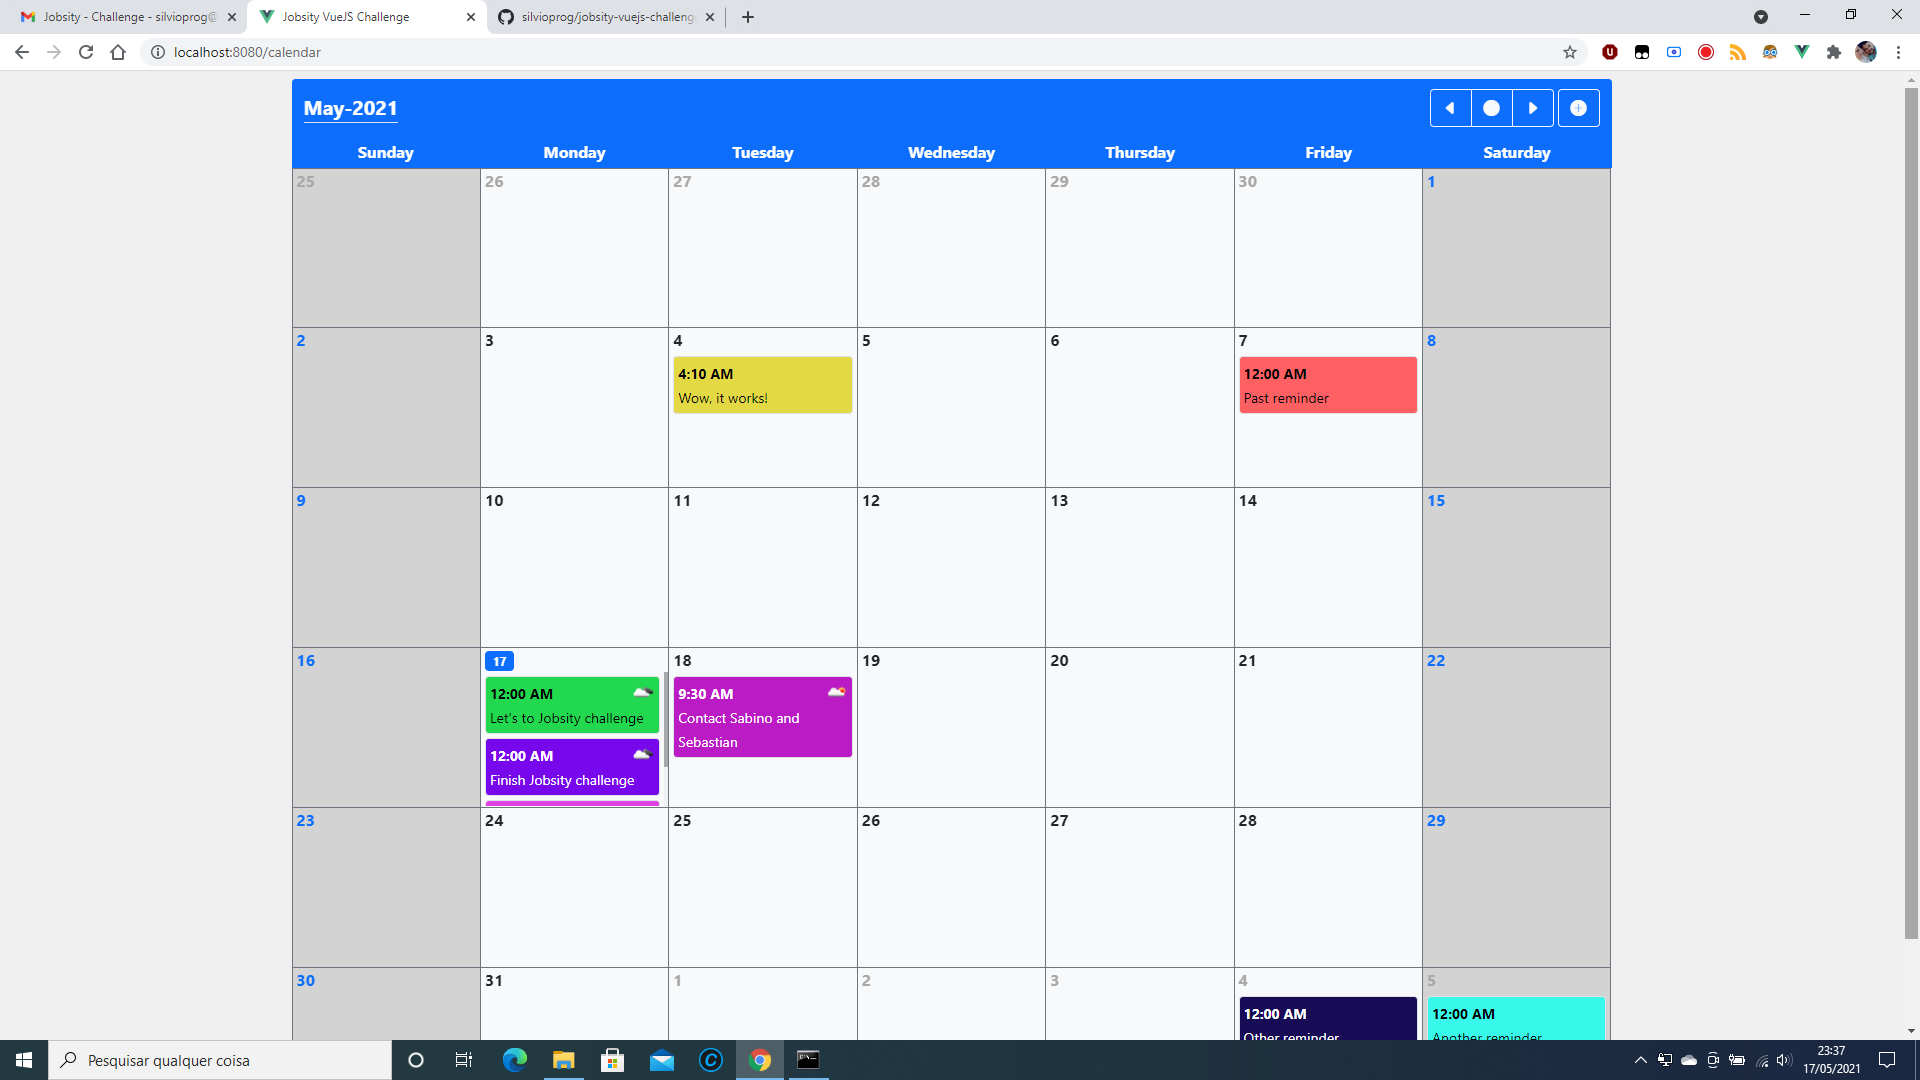 Jobsity - Challenge - silvioprog@
Jobsity VueJS Challenge
silvioprog/jobsity-vuejs-challeng
localhost:8080/calendar
May-2021
Sunday Monday Tuesday Wednesday Thursday Friday Saturday
25 26 27 28 29 30 1
2 3 4 5 6 7 8
4:10 AM
Wow, it works!
12:00 AM
Past reminder
9 10 11 12 13 14 15
16 17 18 19 20 21 22
12:00 AM
Let's to Jobsity challenge
12:00 AM
Finish Jobsity challenge
9:30 AM
Contact Sabino and
Sebastian
23 24 25 26 27 28 29
30 31 1 2 3 4 5
12:00 AM
Other reminder
12:00 AM
Another reminder
Pesquisar qualquer coisa
23:37
17/05/2021